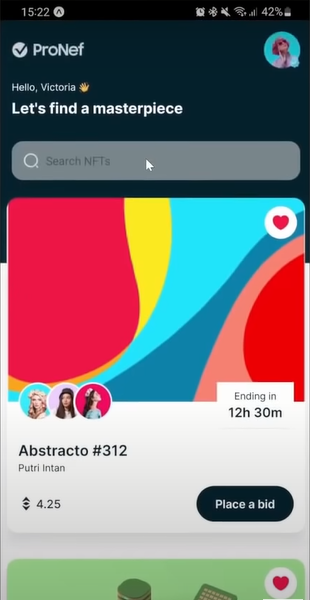 15:22
42%
ProNef
Hello, Victoria 👋
Let's find a masterpiece
Search NFTs
Ending in
12h 30m
Abstracto #312
Putri Intan
4.25
Place a bid